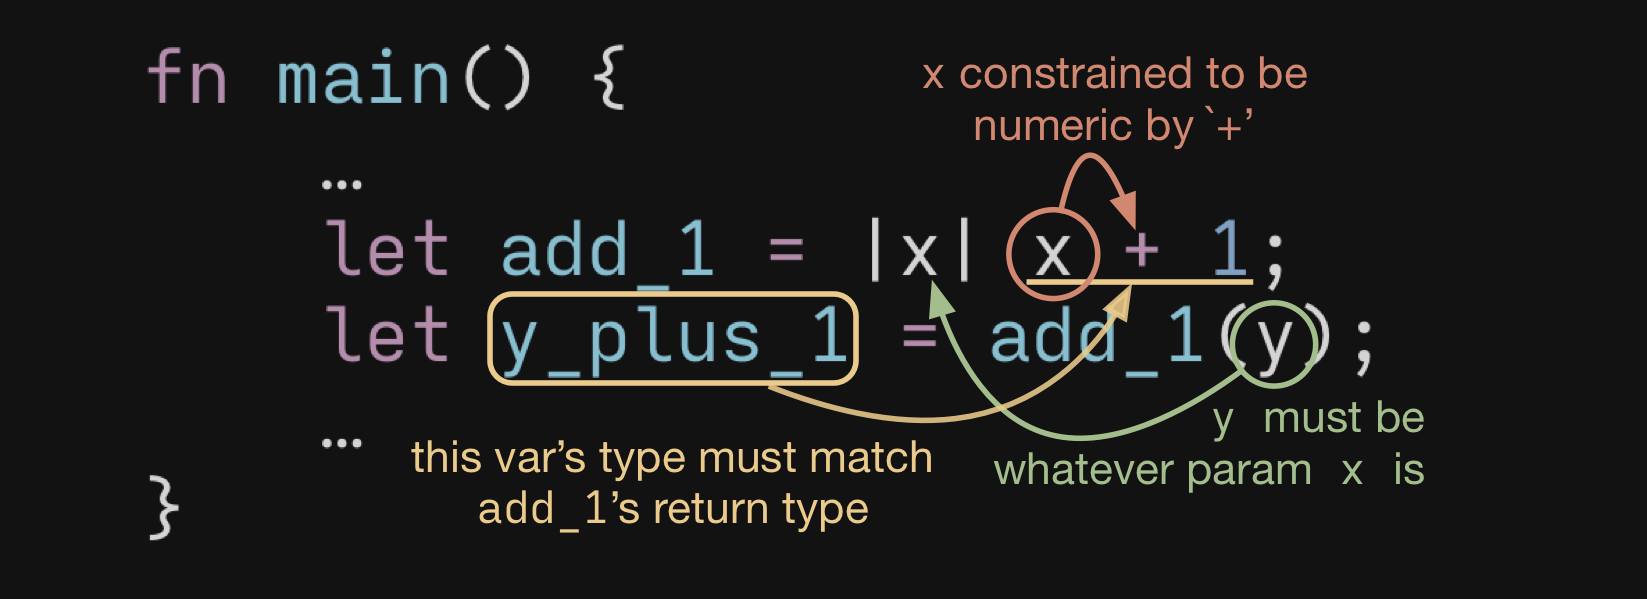 fn main() {
x constrained to be
numeric by `+’
...
let add_1 = |x| x + 1;
let y_plus_1 = add_1(y);
y must be
whatever param x is
...
this var’s type must match
add_1’s return type
}